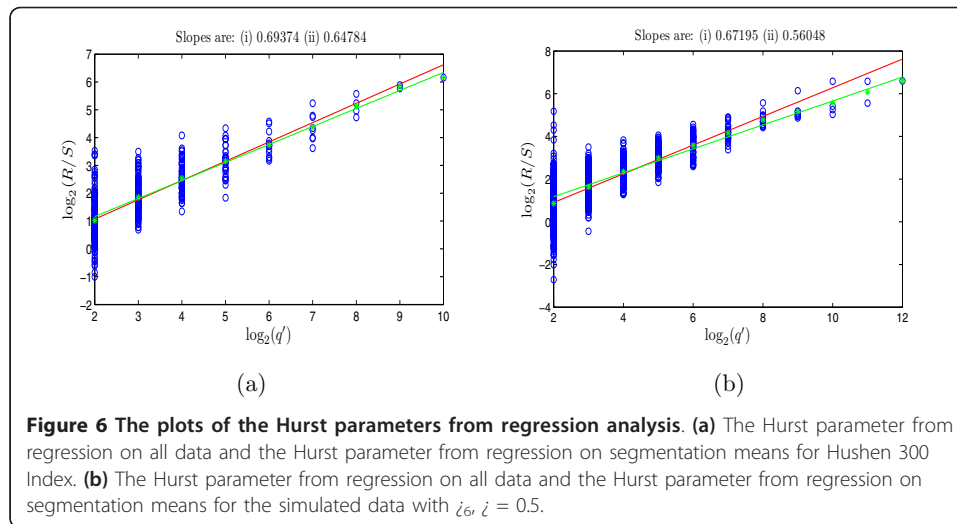 Slopes are: (i) 0.69374 (ii) 0.64784
7
6
5
4
3
2
1
0
−1
−2
log₂(R/S)
2 3 4 5 6 7 8 9 10
log₂(q′)
(a)
Slopes are: (i) 0.67195 (ii) 0.56048
8
6
4
2
0
−2
−4
log₂(R/S)
2 4 6 8 10 12
log₂(q′)
(b)
Figure 6 The plots of the Hurst parameters from regression analysis. (a) The Hurst parameter from
regression on all data and the Hurst parameter from regression on segmentation means for Hushen 300
Index. (b) The Hurst parameter from regression on all data and the Hurst parameter from regression on
segmentation means for the simulated data with ¿₆, ¿ = 0.5.